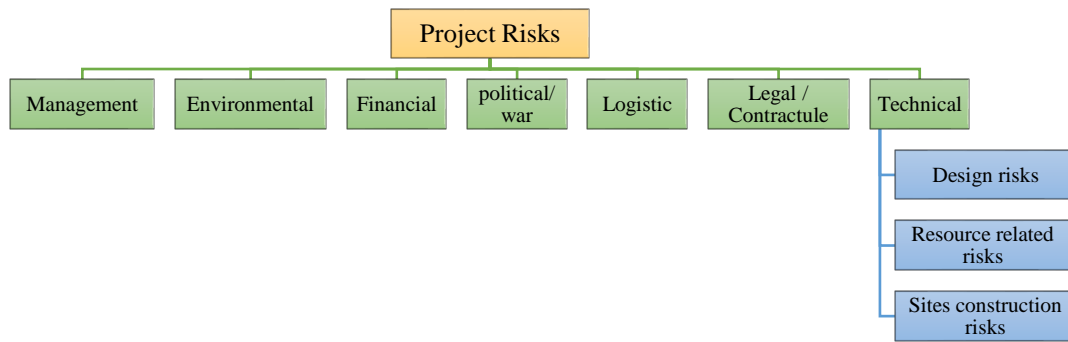 Project Risks
Management
Environmental
Financial
political/
war
Logistic
Legal /
Contractule
Technical
Design risks
Resource related
risks
Sites construction
risks